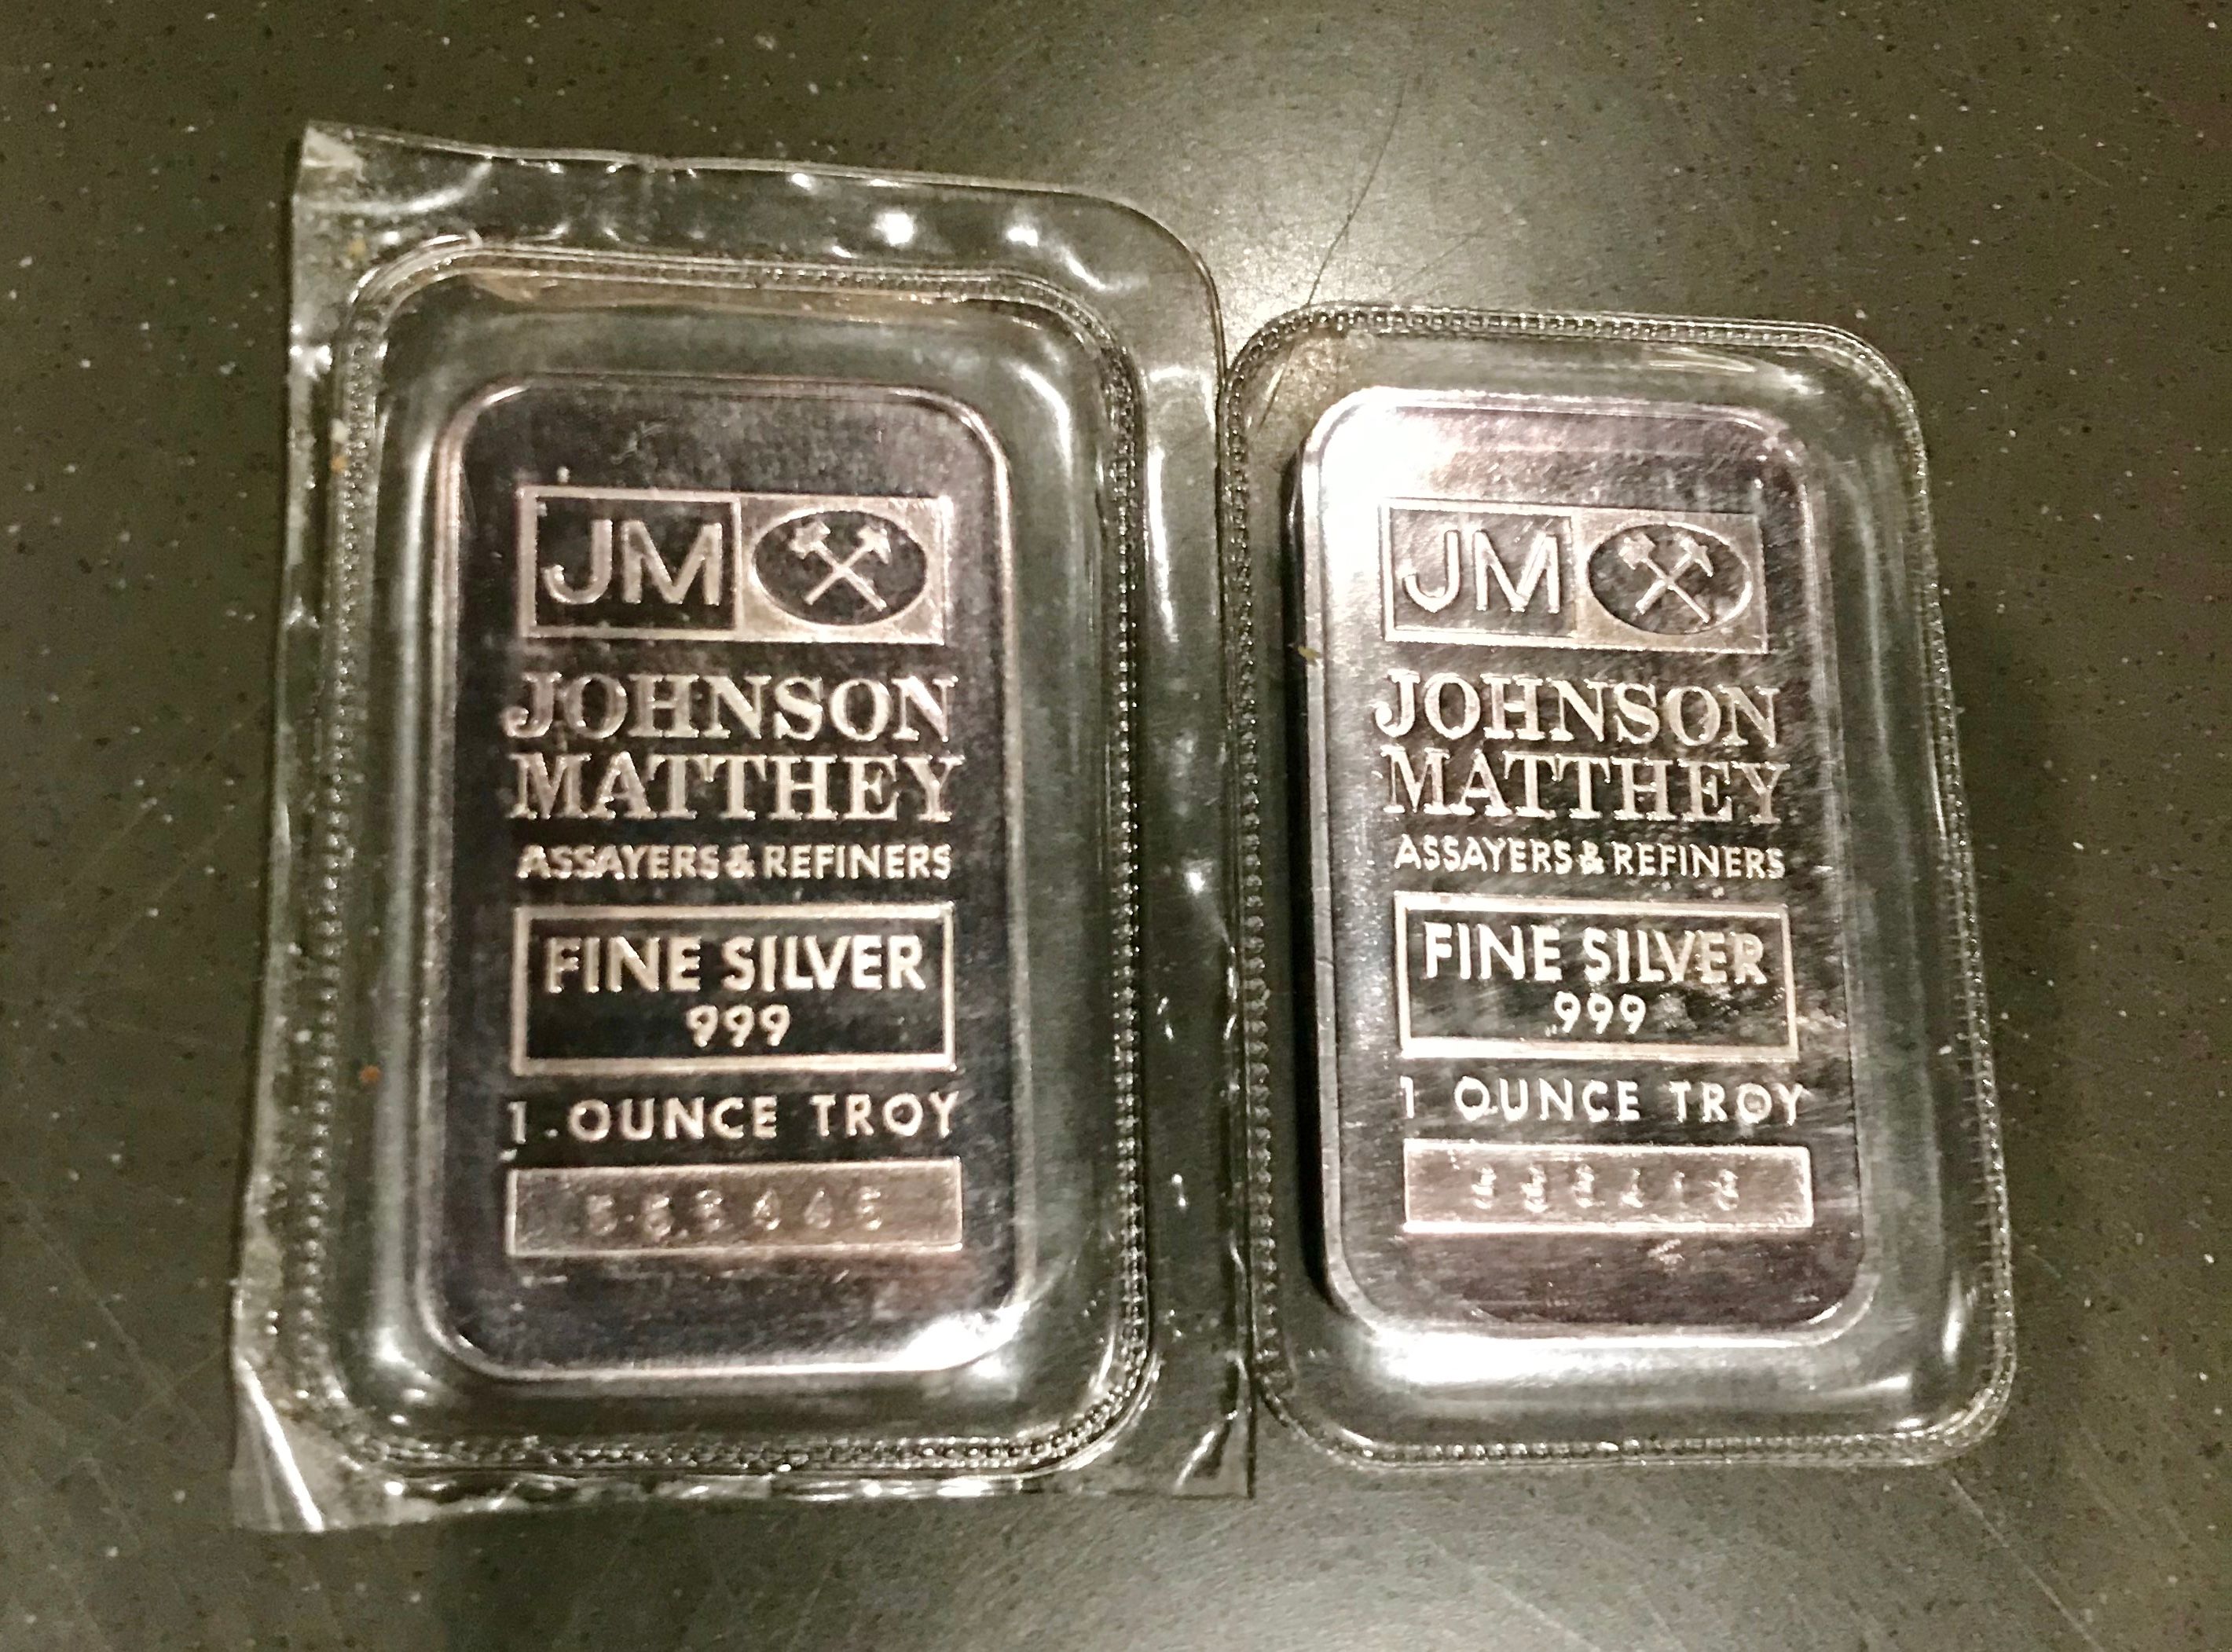 JM
JOHNSON
MATTHEY
ASSAYERS & REFINERS
FINE SILVER
999
1 OUNCE TROY
JM
JOHNSON
MATTHEY
ASSAYERS & REFINERS
FINE SILVER
999
1 OUNCE TROY